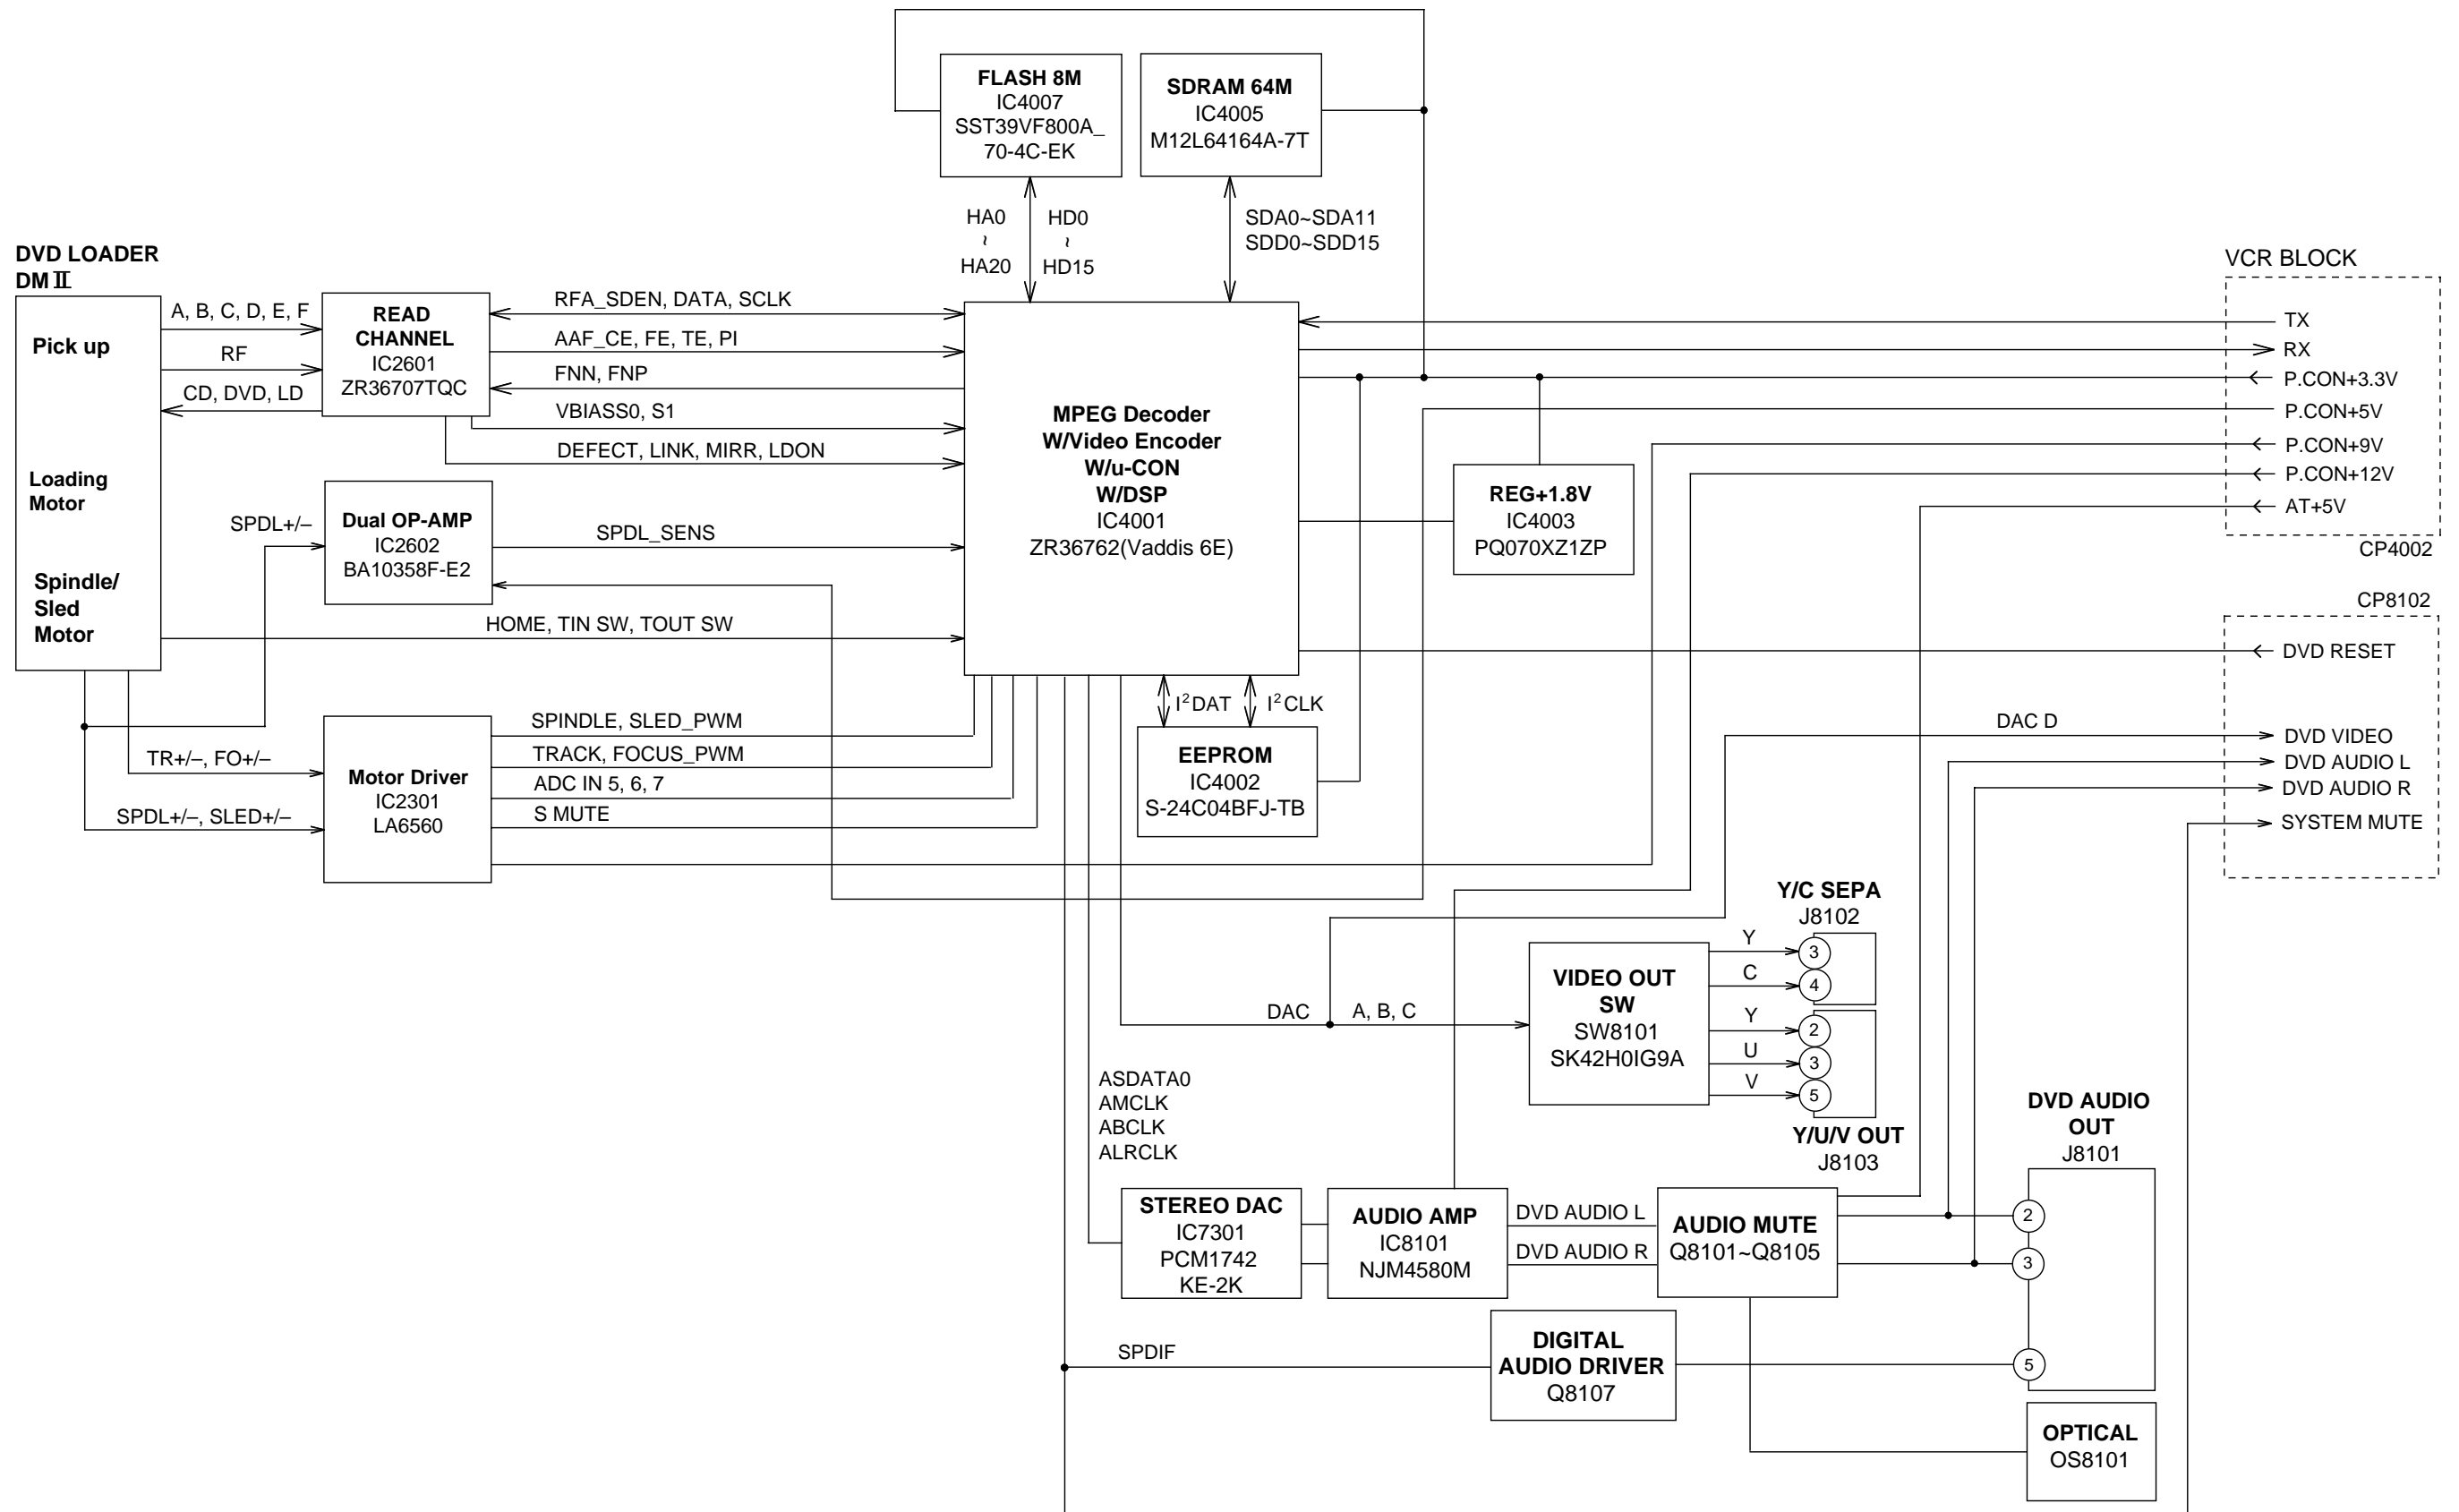 FLASH 8M
IC4007
SST39VF800A_
70-4C-EK
SDRAM 64M
IC4005
M12L64164A-7T
HA0
~
HA20
HD0
~
HD15
SDA0~SDA11
SDD0~SDD15
DVD LOADER
DM II
Pick up
Loading
Motor
Spindle/
Sled
Motor
A, B, C, D, E, F
RF
CD, DVD, LD
READ
CHANNEL
IC2601
ZR36707TQC
RFA_SDEN, DATA, SCLK
AAF_CE, FE, TE, PI
FNN, FNP
VBIASS0, S1
DEFECT, LINK, MIRR, LDON
SPDL+/–
Dual OP-AMP
IC2602
BA10358F-E2
SPDL_SENS
HOME, TIN SW, TOUT SW
MPEG Decoder
W/Video Encoder
W/u-CON
W/DSP
IC4001
ZR36762(Vaddis 6E)
REG+1.8V
IC4003
PQ070XZ1ZP
VCR BLOCK
TX
RX
P.CON+3.3V
P.CON+5V
P.CON+9V
P.CON+12V
AT+5V
CP4002
CP8102
DVD RESET
DAC D
DVD VIDEO
DVD AUDIO L
DVD AUDIO R
SYSTEM MUTE
TR+/–, FO+/–
SPDL+/–, SLED+/–
Motor Driver
IC2301
LA6560
SPINDLE, SLED_PWM
TRACK, FOCUS_PWM
ADC IN 5, 6, 7
S MUTE
I2DAT
I2CLK
EEPROM
IC4002
S-24C04BFJ-TB
DAC
A, B, C
VIDEO OUT
SW
SW8101
SK42H0IG9A
Y/C SEPA
J8102
Y
3
C
4
Y
2
U
3
V
5
Y/U/V OUT
J8103
ASDATA0
AMCLK
ABCLK
ALRCLK
STEREO DAC
IC7301
PCM1742
KE-2K
AUDIO AMP
IC8101
NJM4580M
DVD AUDIO L
DVD AUDIO R
AUDIO MUTE
Q8101~Q8105
DVD AUDIO
OUT
J8101
2
3
5
SPDIF
DIGITAL
AUDIO DRIVER
Q8107
OPTICAL
OS8101